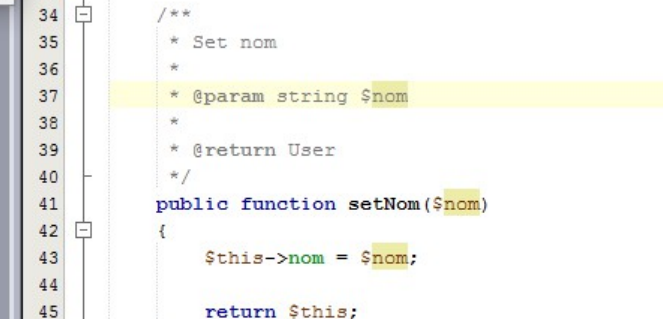 34 /**
35 * Set nom
36 *
37 * @param string $nom
38 *
39 * @return User
40 */
41 public function setNom($nom)
42 {
43 $this->nom = $nom;
44
45 return $this;